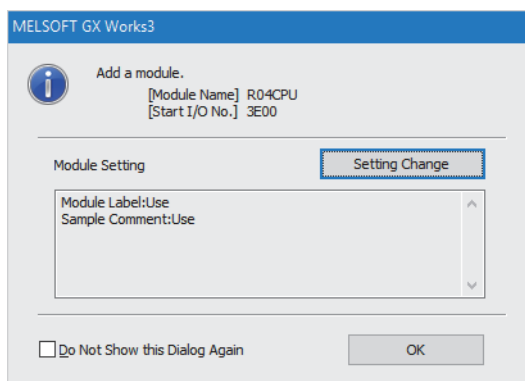 MELSOFT GX Works3
Add a module.
[Module Name] R04CPU
[Start I/O No.] 3E00
Module Setting
Setting Change
Module Label:Use
Sample Comment:Use
Do Not Show this Dialog Again
OK